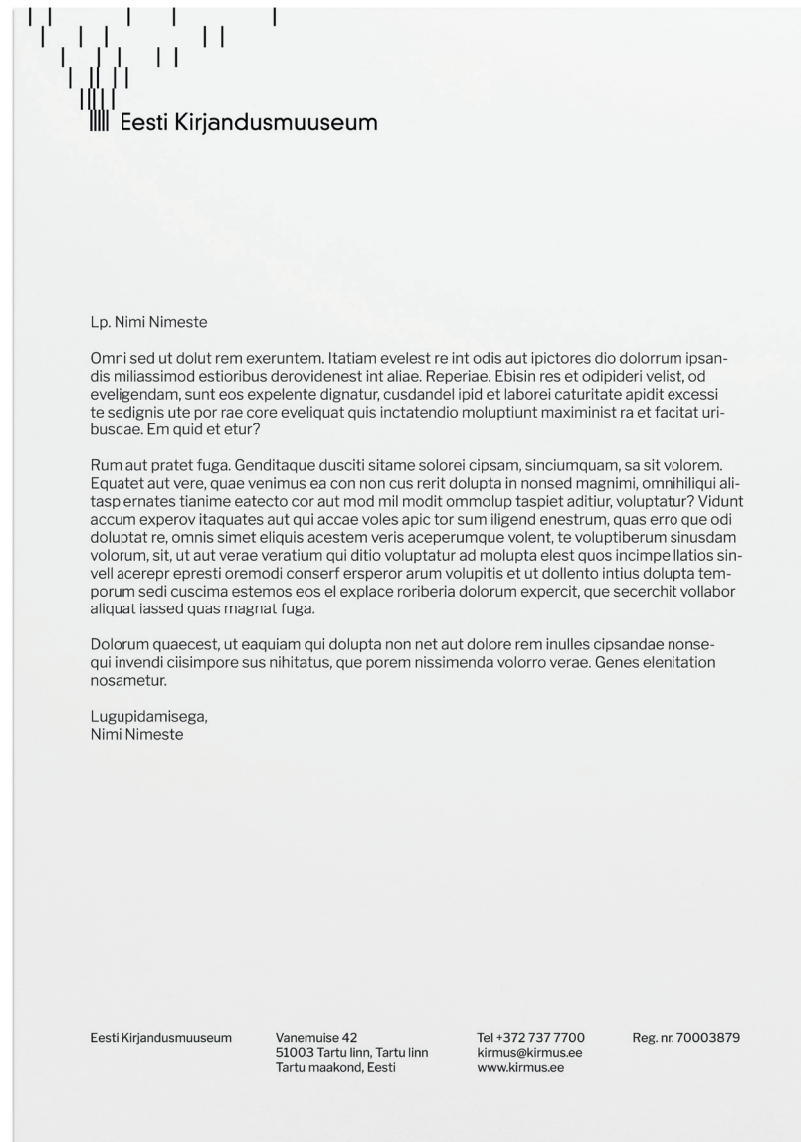 Eesti Kirjandusmuuseum
Lp. Nimi Nimeste
Omri sed ut dolut rem exeruntem. Itatiam evelest re int odis aut ipictores dio dolorrum ipsan-
dis miliassimod estioribus derovidenest int aliae. Reperiae. Ebisin res et odipideri velist, od
eveligendam, sunt eos expelente dignatur, cusdandel ipid et laborei caturitate apidit excessi
te sedignis ute por rae core eveliquat quis inctatendio moluptiunt maximinist ra et facitat uri-
buscae. Em quid et etur?
Rum aut pratet fuga. Genditaque dusciti sitame solorei cipsam, sinciumquam, sa sit volorem.
Equatet aut vere, quae venimus ea con non cus rerit dolupta in nonsed magnimi, omnihiliqui ali-
taspernates tianime eatecto cor aut mod mil modit ommolup taspiet aditiur, voluptatur? Vidunt
accum experov itaquates aut qui accae voles apic tor sum iligend enestrum, quas erro que odi
doluptat re, omnis simet eliquis acestem veris aceperumque volent, te voluptiberum sinusdam
volorum, sit, ut aut verae veratium qui ditio voluptatur ad molupta elest quos incimpellatios sin-
vell acerepr epresti oremodi conserf ersperor arum volupitis et ut dollento intius dolupta tem-
porum sedi cuscima estemos eos el explace roriberia dolorum expercit, que secerchit vollabor
aliquat lassed quas magnat fuga.
Dolorum quaecest, ut eaquiam qui dolupta non net aut dolore rem inulles cipsandae nonse-
qui invendi ciisimpore sus nihitatus, que porem nissimenda volorro verae. Genes elenitation
nosametur.
Lugupidamisega,
Nimi Nimeste
Eesti Kirjandusmuuseum
Vanemuise 42
51003 Tartu linn, Tartu linn
Tartu maakond, Eesti
Tel +372 737 7700
kirmus@kirmus.ee
www.kirmus.ee
Reg. nr. 70003879